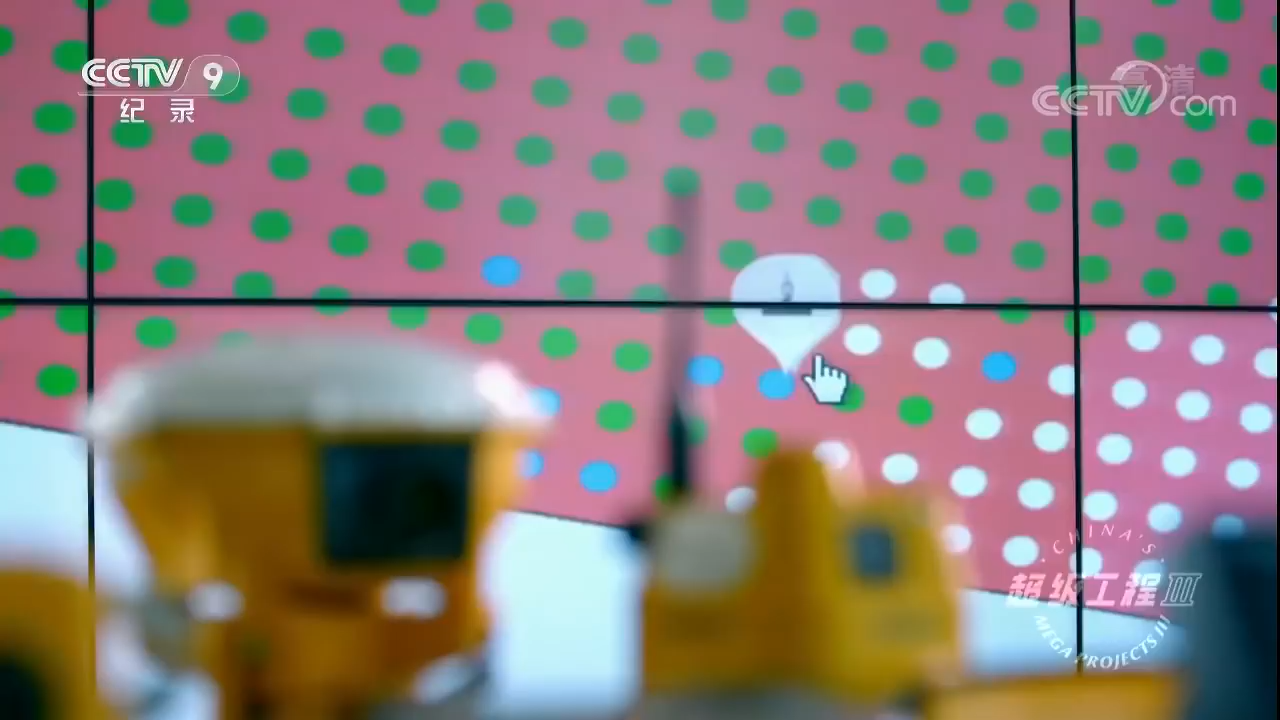 CCTV 9
纪录
高清
CCTV.com
CHINA'S
超级工程III
MEGA PROJECTS III